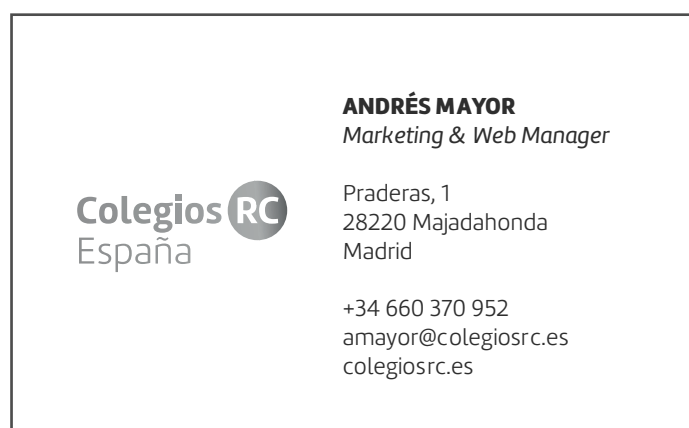 Colegios RC
España
ANDRÉS MAYOR
Marketing & Web Manager
Praderas, 1
28220 Majadahonda
Madrid
+34 660 370 952
amayor@colegiosrc.es
colegiosrc.es